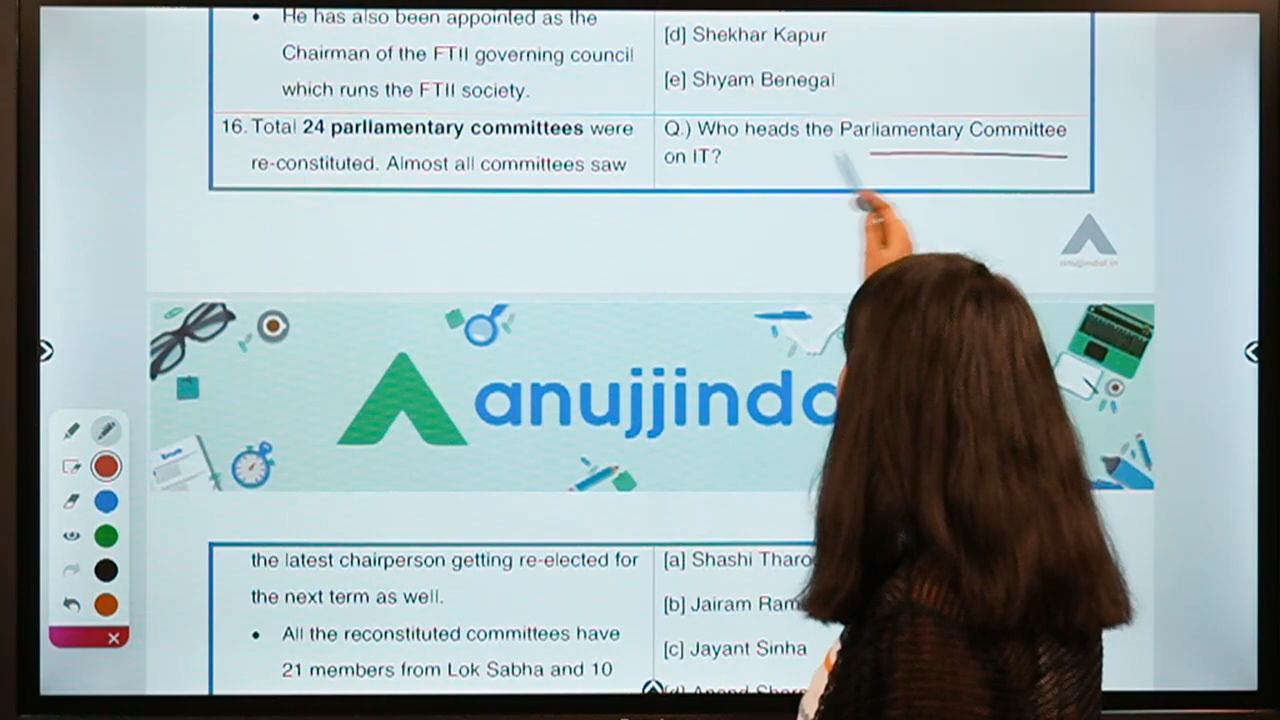 He has also been appointed as the
Chairman of the FTII governing council
which runs the FTII society.
[d] Shekhar Kapur
[e] Shyam Benegal
16. Total 24 parliamentary committees were
re-constituted. Almost all committees saw
Q.) Who heads the Parliamentary Committee
on IT?
anujjindal.in
anujjinda
the latest chairperson getting re-elected for
the next term as well.
All the reconstituted committees have
21 members from Lok Sabha and 10
[a] Shashi Tharo
[b] Jairam Ram
[c] Jayant Sinha